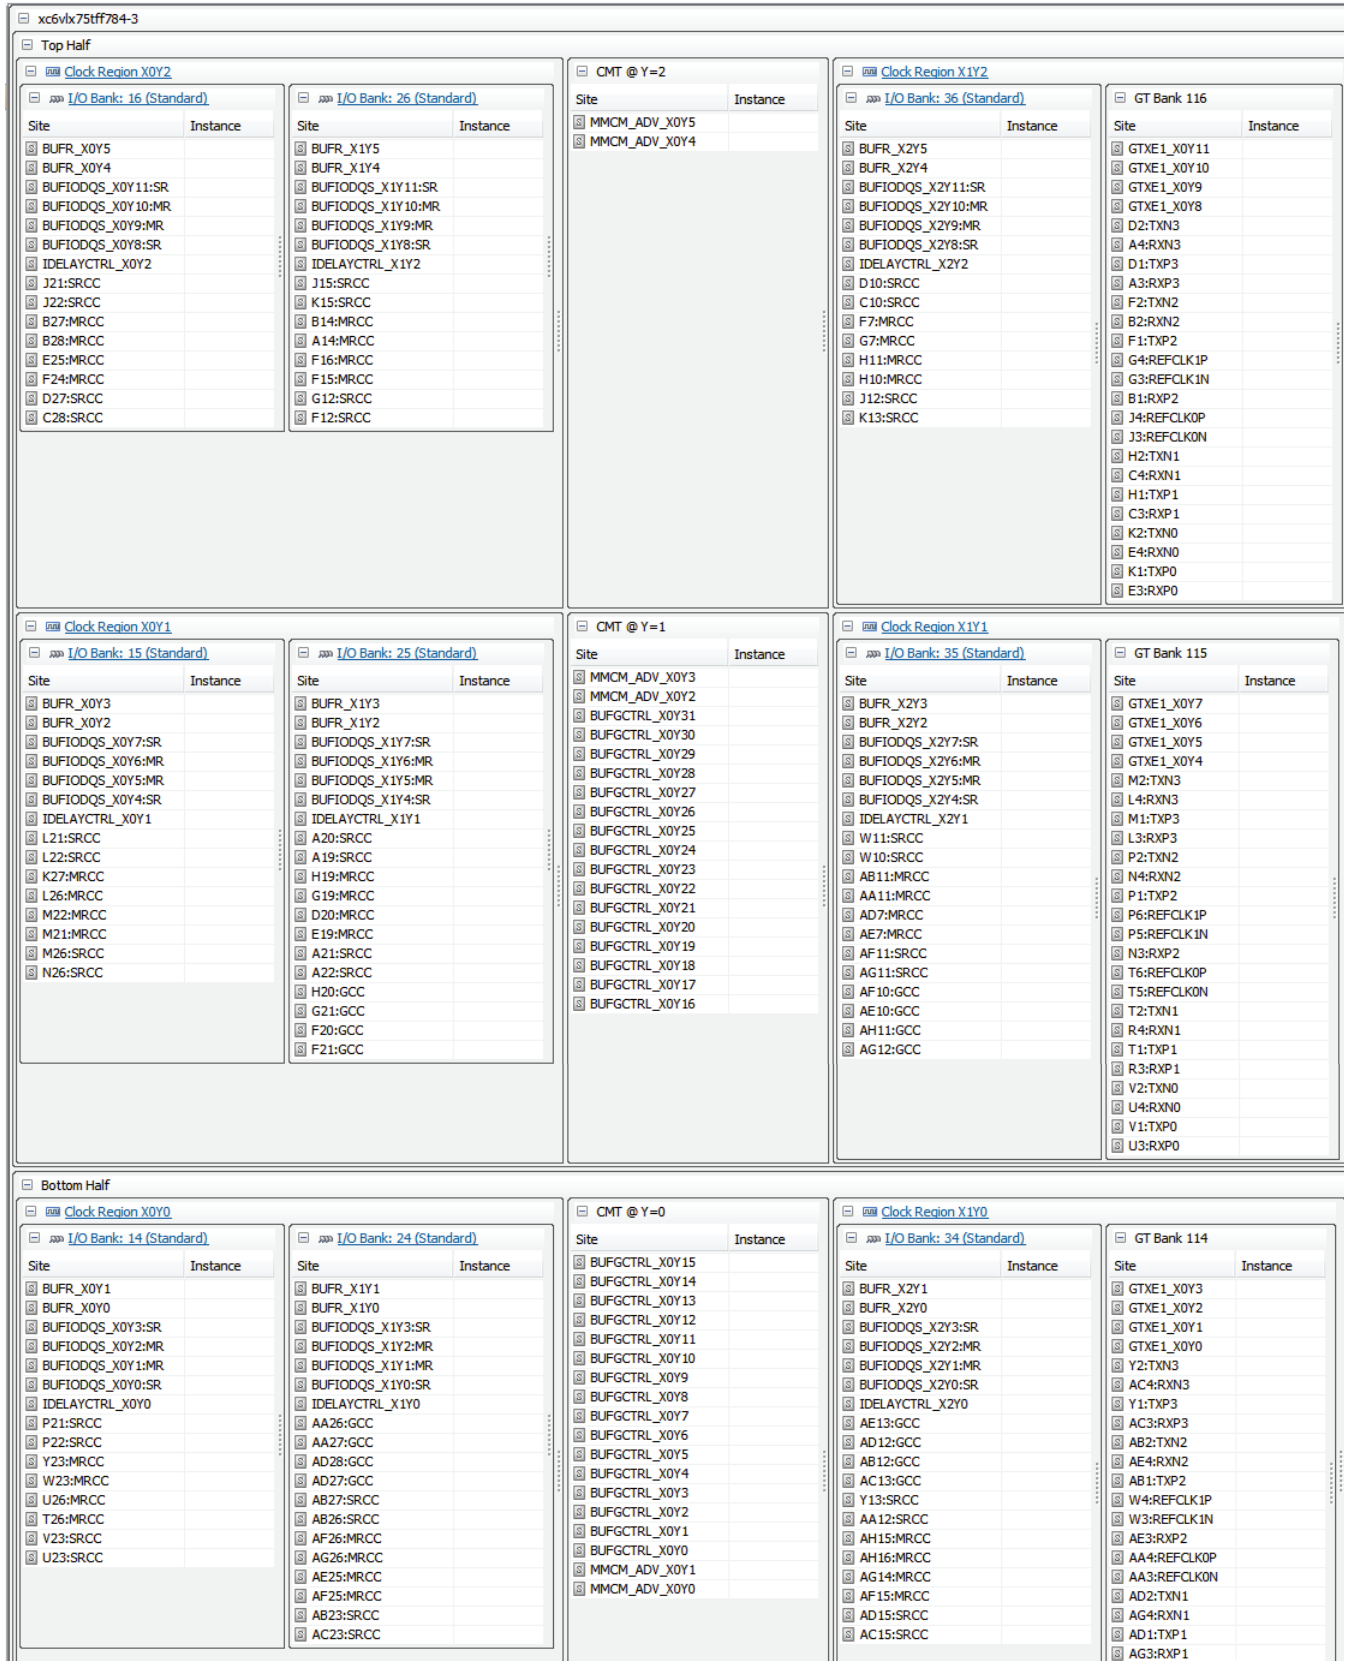 xc6vlx75tff784-3
Top Half
Clock Region X0Y2
I/O Bank: 16 (Standard)
Site Instance
BUFR_X0Y5
BUFR_X0Y4
BUFIODQS_X0Y11:SR
BUFIODQS_X0Y10:MR
BUFIODQS_X0Y9:MR
BUFIODQS_X0Y8:SR
IDELAYCTRL_X0Y2
J21:SRCC
J22:SRCC
B27:MRCC
B28:MRCC
E25:MRCC
F24:MRCC
D27:SRCC
C28:SRCC
I/O Bank: 26 (Standard)
Site Instance
BUFR_X1Y5
BUFR_X1Y4
BUFIODQS_X1Y11:SR
BUFIODQS_X1Y10:MR
BUFIODQS_X1Y9:MR
BUFIODQS_X1Y8:SR
IDELAYCTRL_X1Y2
J15:SRCC
K15:SRCC
B14:MRCC
A14:MRCC
F16:MRCC
F15:MRCC
G12:SRCC
F12:SRCC
CMT @ Y=2
Site Instance
MMCM_ADV_X0Y5
MMCM_ADV_X0Y4
Clock Region X1Y2
I/O Bank: 36 (Standard)
Site Instance
BUFR_X2Y5
BUFR_X2Y4
BUFIODQS_X2Y11:SR
BUFIODQS_X2Y10:MR
BUFIODQS_X2Y9:MR
BUFIODQS_X2Y8:SR
IDELAYCTRL_X2Y2
D10:SRCC
C10:SRCC
F7:MRCC
G7:MRCC
H11:MRCC
H10:MRCC
J12:SRCC
K13:SRCC
GT Bank 116
Site Instance
GTXE1_X0Y11
GTXE1_X0Y10
GTXE1_X0Y9
GTXE1_X0Y8
D2:TXN3
A4:RXN3
D1:TXP3
A3:RXP3
F2:TXN2
B2:RXN2
F1:TXP2
G4:REFCLK1P
G3:REFCLK1N
B1:RXP2
J4:REFCLK0P
J3:REFCLK0N
H2:TXN1
C4:RXN1
H1:TXP1
C3:RXP1
K2:TXN0
E4:RXN0
K1:TXP0
E3:RXP0
Clock Region X0Y1
I/O Bank: 15 (Standard)
Site Instance
BUFR_X0Y3
BUFR_X0Y2
BUFIODQS_X0Y7:SR
BUFIODQS_X0Y6:MR
BUFIODQS_X0Y5:MR
BUFIODQS_X0Y4:SR
IDELAYCTRL_X0Y1
L21:SRCC
L22:SRCC
K27:MRCC
L26:MRCC
M22:MRCC
M21:MRCC
M26:SRCC
N26:SRCC
I/O Bank: 25 (Standard)
Site Instance
BUFR_X1Y3
BUFR_X1Y2
BUFIODQS_X1Y7:SR
BUFIODQS_X1Y6:MR
BUFIODQS_X1Y5:MR
BUFIODQS_X1Y4:SR
IDELAYCTRL_X1Y1
A20:SRCC
A19:SRCC
H19:MRCC
G19:MRCC
D20:MRCC
E19:MRCC
A21:SRCC
A22:SRCC
H20:GCC
G21:GCC
F20:GCC
F21:GCC
CMT @ Y=1
Site Instance
MMCM_ADV_X0Y3
MMCM_ADV_X0Y2
BUFGCTRL_X0Y31
BUFGCTRL_X0Y30
BUFGCTRL_X0Y29
BUFGCTRL_X0Y28
BUFGCTRL_X0Y27
BUFGCTRL_X0Y26
BUFGCTRL_X0Y25
BUFGCTRL_X0Y24
BUFGCTRL_X0Y23
BUFGCTRL_X0Y22
BUFGCTRL_X0Y21
BUFGCTRL_X0Y20
BUFGCTRL_X0Y19
BUFGCTRL_X0Y18
BUFGCTRL_X0Y17
BUFGCTRL_X0Y16
Clock Region X1Y1
I/O Bank: 35 (Standard)
Site Instance
BUFR_X2Y3
BUFR_X2Y2
BUFIODQS_X2Y7:SR
BUFIODQS_X2Y6:MR
BUFIODQS_X2Y5:MR
BUFIODQS_X2Y4:SR
IDELAYCTRL_X2Y1
W11:SRCC
W10:SRCC
AB11:MRCC
AA11:MRCC
AD7:MRCC
AE7:MRCC
AF11:SRCC
AG11:SRCC
AF10:GCC
AE10:GCC
AH11:GCC
AG12:GCC
GT Bank 115
Site Instance
GTXE1_X0Y7
GTXE1_X0Y6
GTXE1_X0Y5
GTXE1_X0Y4
M2:TXN3
L4:RXN3
M1:TXP3
L3:RXP3
P2:TXN2
N4:RXN2
P1:TXP2
P6:REFCLK1P
P5:REFCLK1N
N3:RXP2
T6:REFCLK0P
T5:REFCLK0N
T2:TXN1
R4:RXN1
T1:TXP1
R3:RXP1
V2:TXN0
U4:RXN0
V1:TXP0
U3:RXP0
Bottom Half
Clock Region X0Y0
I/O Bank: 14 (Standard)
Site Instance
BUFR_X0Y1
BUFR_X0Y0
BUFIODQS_X0Y3:SR
BUFIODQS_X0Y2:MR
BUFIODQS_X0Y1:MR
BUFIODQS_X0Y0:SR
IDELAYCTRL_X0Y0
P21:SRCC
P22:SRCC
Y23:MRCC
W23:MRCC
U26:MRCC
T26:MRCC
V23:SRCC
U23:SRCC
I/O Bank: 24 (Standard)
Site Instance
BUFR_X1Y1
BUFR_X1Y0
BUFIODQS_X1Y3:SR
BUFIODQS_X1Y2:MR
BUFIODQS_X1Y1:MR
BUFIODQS_X1Y0:SR
IDELAYCTRL_X1Y0
AA26:GCC
AA27:GCC
AD28:GCC
AD27:GCC
AB27:SRCC
AB26:SRCC
AF26:MRCC
AG26:MRCC
AE25:MRCC
AF25:MRCC
AB23:SRCC
AC23:SRCC
CMT @ Y=0
Site Instance
BUFGCTRL_X0Y15
BUFGCTRL_X0Y14
BUFGCTRL_X0Y13
BUFGCTRL_X0Y12
BUFGCTRL_X0Y11
BUFGCTRL_X0Y10
BUFGCTRL_X0Y9
BUFGCTRL_X0Y8
BUFGCTRL_X0Y7
BUFGCTRL_X0Y6
BUFGCTRL_X0Y5
BUFGCTRL_X0Y4
BUFGCTRL_X0Y3
BUFGCTRL_X0Y2
BUFGCTRL_X0Y1
BUFGCTRL_X0Y0
MMCM_ADV_X0Y1
MMCM_ADV_X0Y0
Clock Region X1Y0
I/O Bank: 34 (Standard)
Site Instance
BUFR_X2Y1
BUFR_X2Y0
BUFIODQS_X2Y3:SR
BUFIODQS_X2Y2:MR
BUFIODQS_X2Y1:MR
BUFIODQS_X2Y0:SR
IDELAYCTRL_X2Y0
AE13:GCC
AD12:GCC
AB12:GCC
AC13:GCC
Y13:SRCC
AA12:SRCC
AH15:MRCC
AH16:MRCC
AG14:MRCC
AF15:MRCC
AD15:SRCC
AC15:SRCC
GT Bank 114
Site Instance
GTXE1_X0Y3
GTXE1_X0Y2
GTXE1_X0Y1
GTXE1_X0Y0
Y2:TXN3
AC4:RXN3
Y1:TXP3
AC3:RXP3
AB2:TXN2
AE4:RXN2
AB1:TXP2
W4:REFCLK1P
W3:REFCLK1N
AE3:RXP2
AA4:REFCLK0P
AA3:REFCLK0N
AD2:TXN1
AG4:RXN1
AD1:TXP1
AG3:RXP1